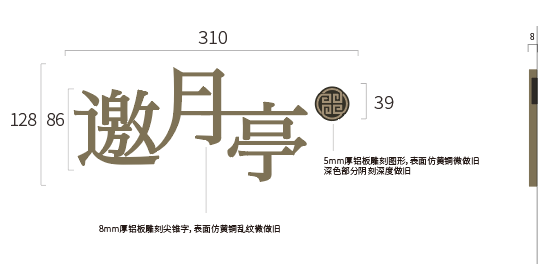 310
8
128
86
邀月亭
39
5mm厚铝板雕刻图形, 表面仿黄铜微做旧
深色部分阴刻深度做旧
8mm厚铝板雕刻尖锥字, 表面仿黄铜乱纹微做旧